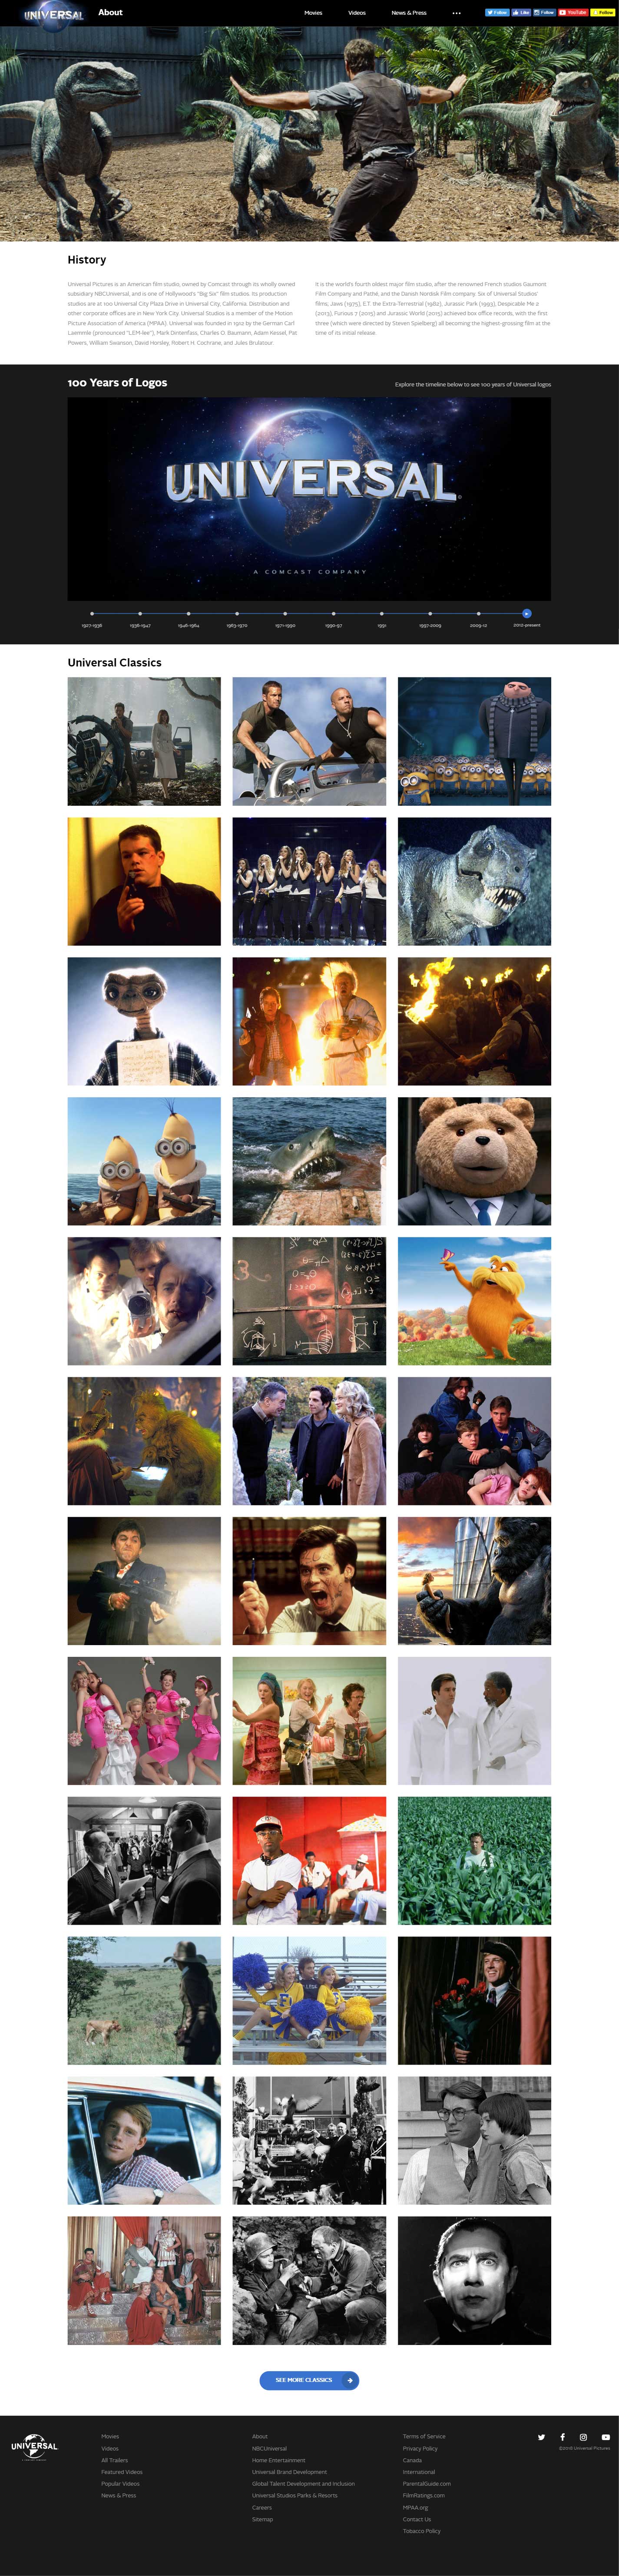 UNIVERSAL
About
Movies
Videos
News & Press
Follow
Like
Follow
YouTube
Follow
History
Universal Pictures is an American film studio, owned by Comcast through its wholly owned
subsidiary NBCUniversal, and is one of Hollywood's "Big Six" film studios. Its production
studios are at 100 Universal City Plaza Drive in Universal City, California. Distribution and
other corporate offices are in New York City. Universal Studios is a member of the Motion
Picture Association of America (MPAA). Universal was founded in 1912 by the German Carl
Laemmle (pronounced "LEM-lee"), Mark Dintenfass, Charles O. Baumann, Adam Kessel, Pat
Powers, William Swanson, David Horsley, Robert H. Cochrane, and Jules Brulatour.
It is the world's fourth oldest major film studio, after the renowned French studios Gaumont
Film Company and Pathé, and the Danish Nordisk Film company. Six of Universal Studios'
films; Jaws (1975), E.T. the Extra-Terrestrial (1982), Jurassic Park (1993), Despicable Me 2
(2013), Furious 7 (2015) and Jurassic World (2015) achieved box office records, with the first
three (which were directed by Steven Spielberg) all becoming the highest-grossing film at the
time of its initial release.
100 Years of Logos
Explore the timeline below to see 100 years of Universal logos
UNIVERSAL
A COMCAST COMPANY
1927-1936
1936-1947
1946-1964
1963-1970
1971-1990
1990-97
1991
1997-2009
2009-12
2012-present
Universal Classics
SEE MORE CLASSICS
UNIVERSAL
Movies
Videos
All Trailers
Featured Videos
Popular Videos
News & Press
About
NBCUniversal
Home Entertainment
Universal Brand Development
Global Talent Development and Inclusion
Universal Studios Parks & Resorts
Careers
Sitemap
Terms of Service
Privacy Policy
Canada
International
ParentalGuide.com
FilmRatings.com
MPAA.org
Contact Us
Tobacco Policy
©2018 Universal Pictures